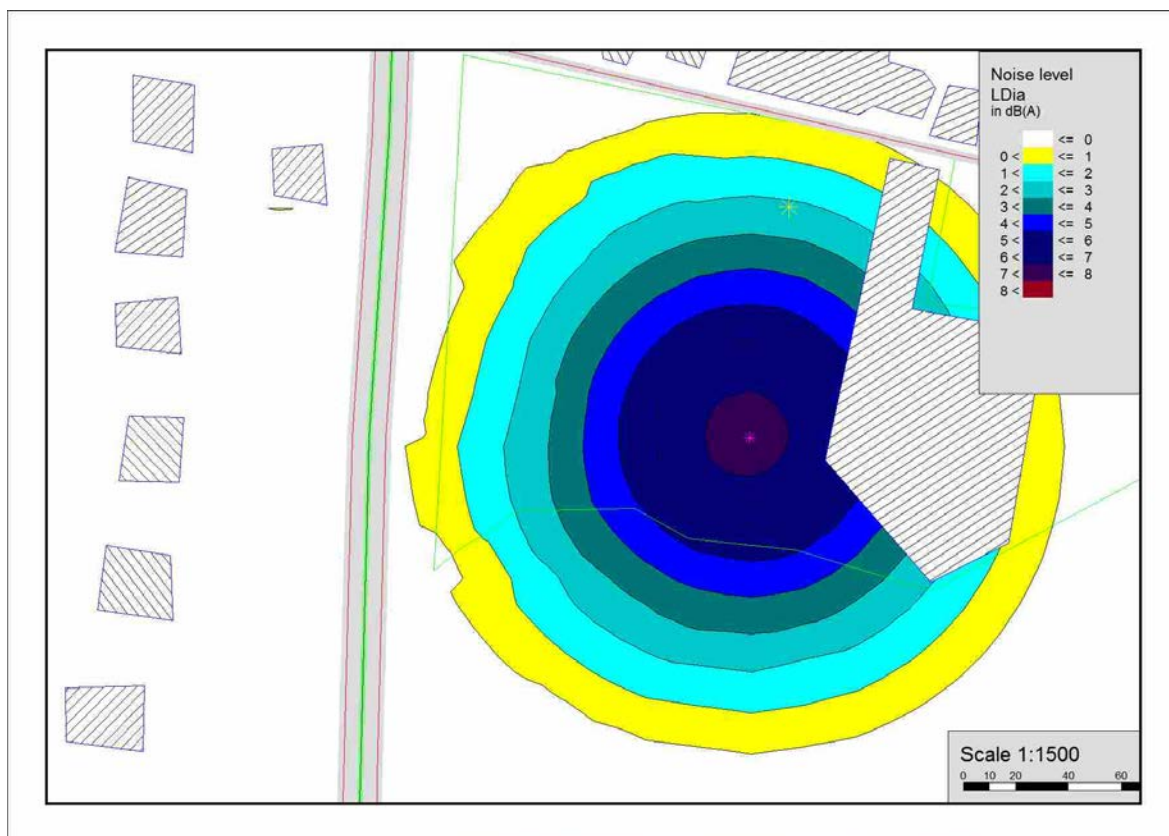 Noise level
LDia
in dB(A)
<= 0
0 < <= 1
1 < <= 2
2 < <= 3
3 < <= 4
4 < <= 5
5 < <= 6
6 < <= 7
7 < <= 8
8 <
Scale 1:1500
0 10 20 40 60